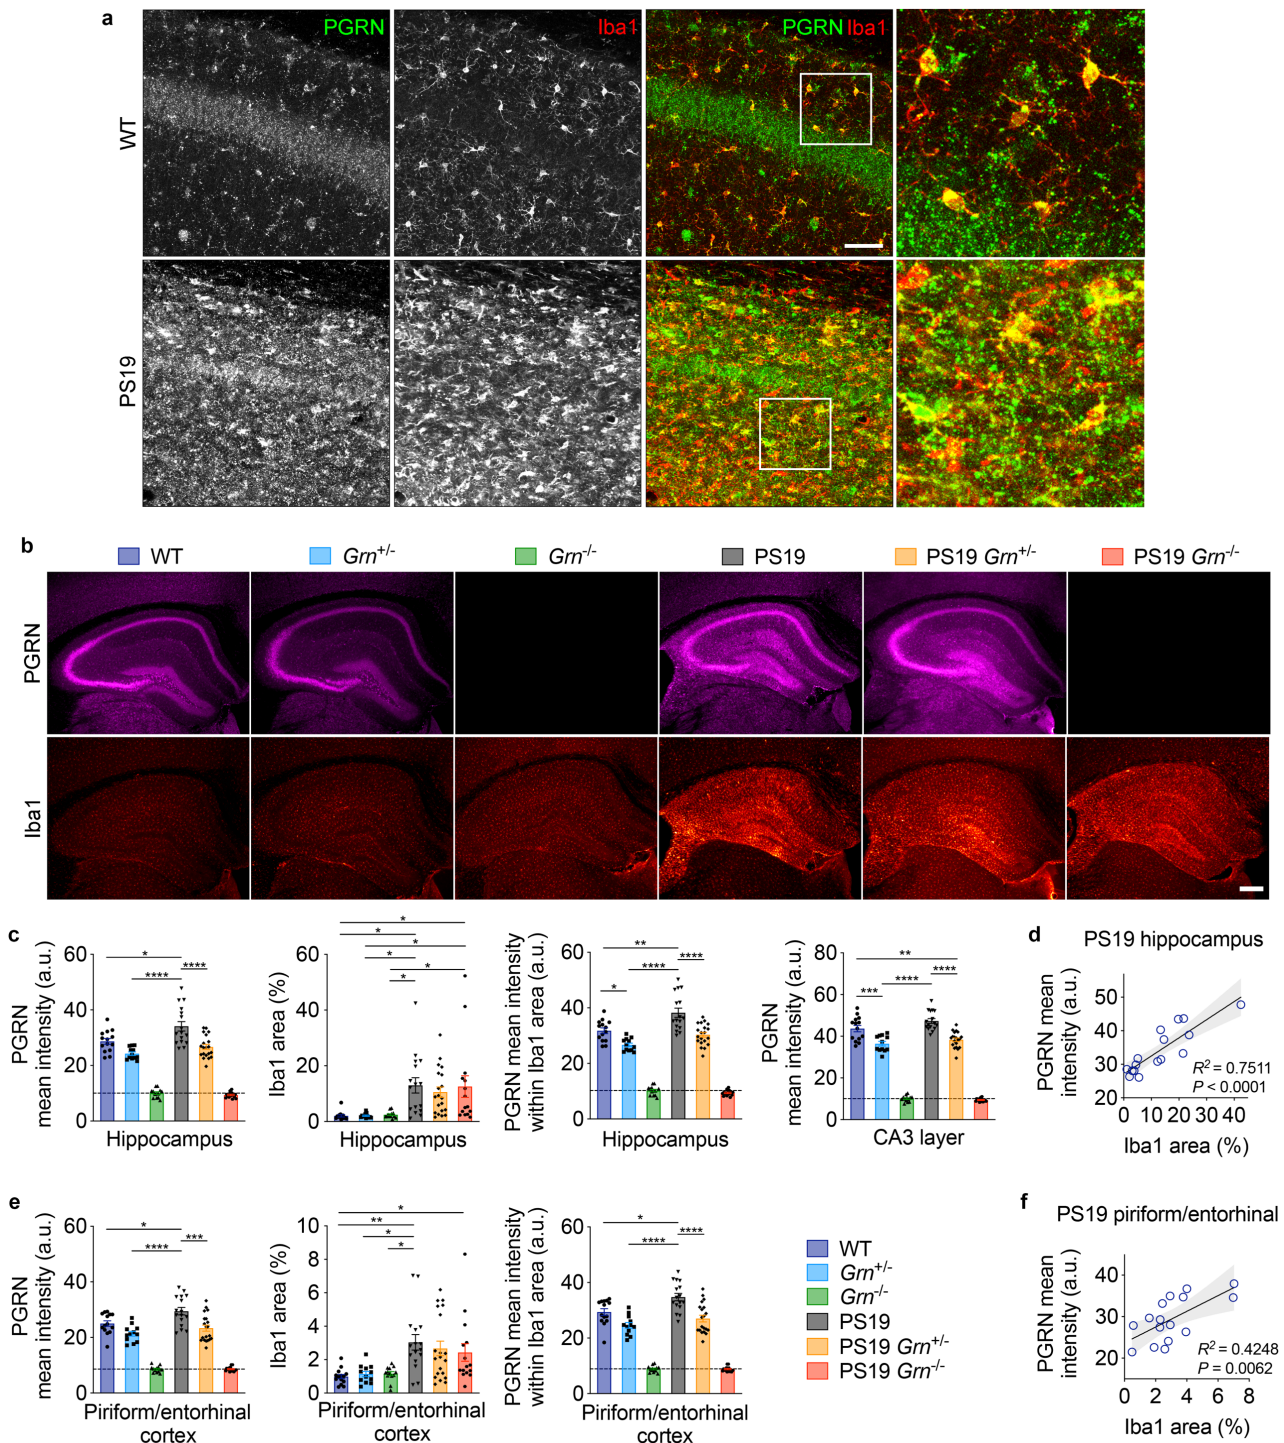 a
PGRN
Iba1
PGRN Iba1
WT
PS19
b
WT
Grn+/-
Grn-/-
PS19
PS19 Grn+/-
PS19 Grn-/-
PGRN
Iba1
c
PGRN
mean intensity (a.u.)
60
40
20
0
*
****
****
Hippocampus
Iba1 area (%)
60
40
20
0
*
*
*
*
*
*
Hippocampus
PGRN mean intensity
within Iba1 area (a.u.)
60
40
20
0
**
****
****
*
Hippocampus
PGRN
mean intensity (a.u.)
80
60
40
20
0
**
****
****
***
CA3 layer
d
PS19 hippocampus
PGRN mean
intensity (a.u.)
50
40
30
20
R2 = 0.7511
P < 0.0001
0 10 20 30 40
Iba1 area (%)
e
PGRN
mean intensity (a.u.)
60
40
20
0
*
***
****
Piriform/entorhinal
cortex
Iba1 area (%)
10
8
6
4
2
0
*
**
*
*
Piriform/entorhinal
cortex
PGRN mean intensity
within Iba1 area (a.u.)
60
40
20
0
*
****
****
Piriform/entorhinal
cortex
WT
Grn+/-
Grn-/-
PS19
PS19 Grn+/-
PS19 Grn-/-
f
PS19 piriform/entorhinal
PGRN mean
intensity (a.u.)
40
30
20
R2 = 0.4248
P = 0.0062
0 2 4 6 8
Iba1 area (%)